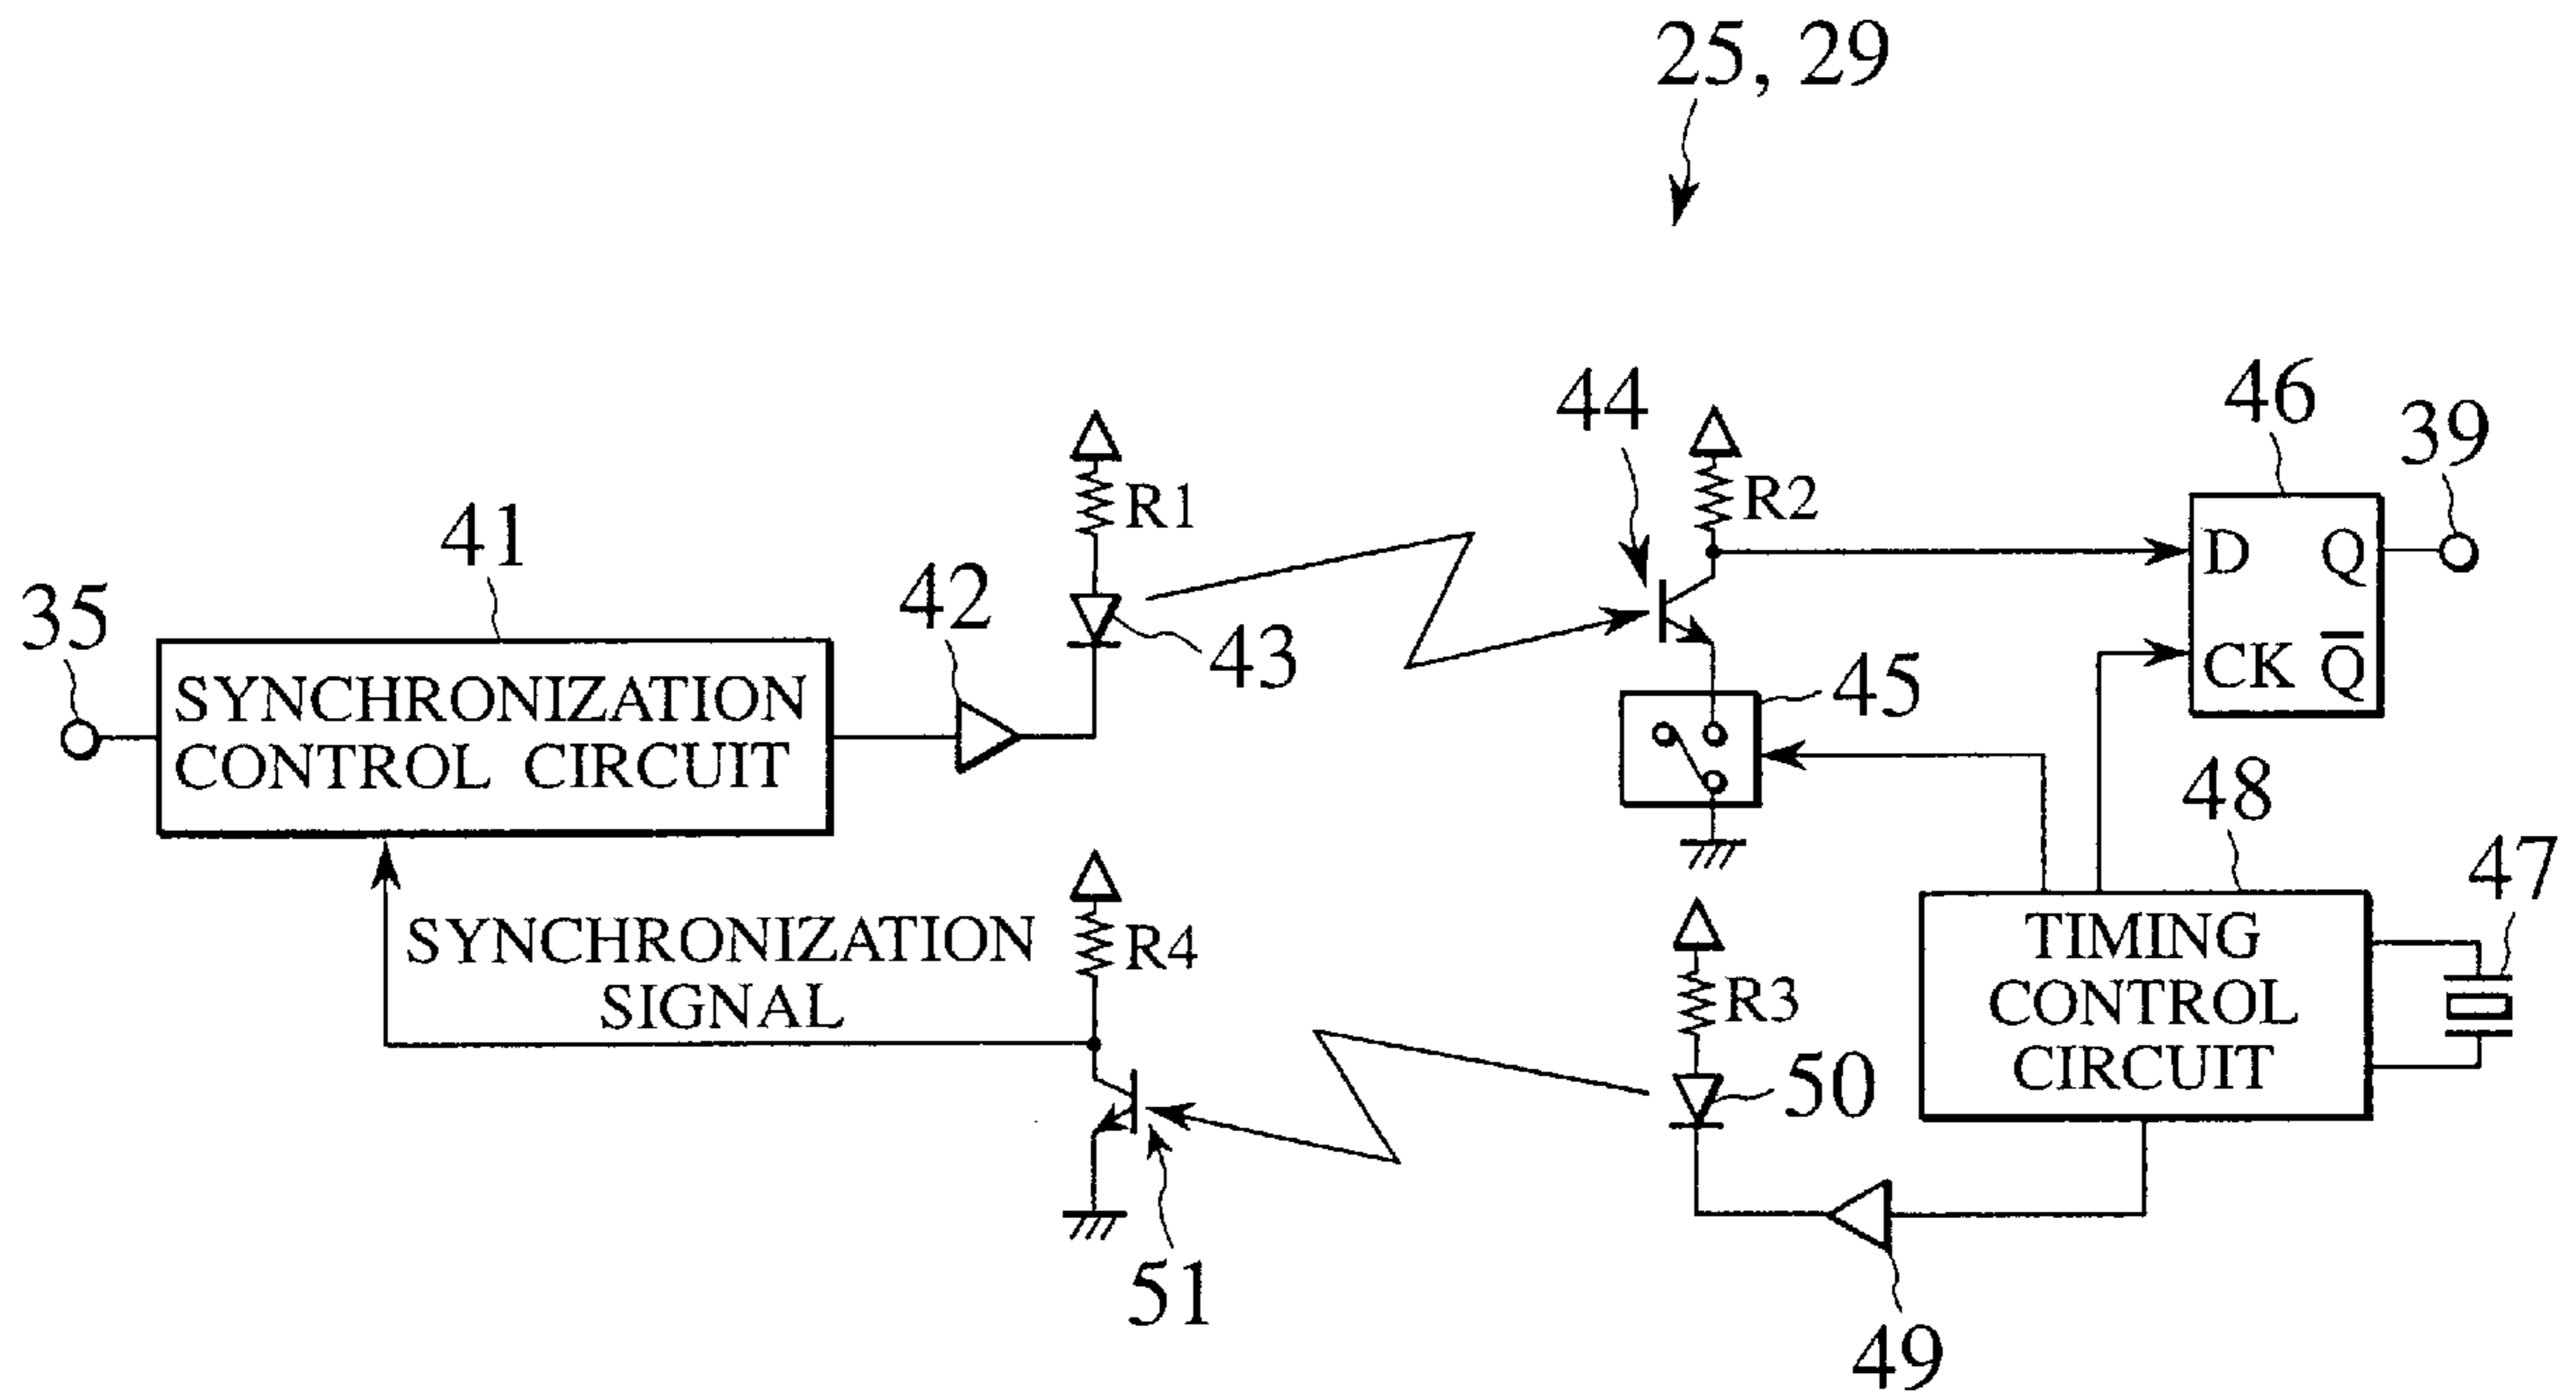 25, 29
44
46
39
R1
R2
41
42
35
43
D Q
45
CK Q̅
SYNCHRONIZATION
CONTROL CIRCUIT
48
47
SYNCHRONIZATION
SIGNAL
R4
R3
TIMING
CONTROL
CIRCUIT
50
51
49